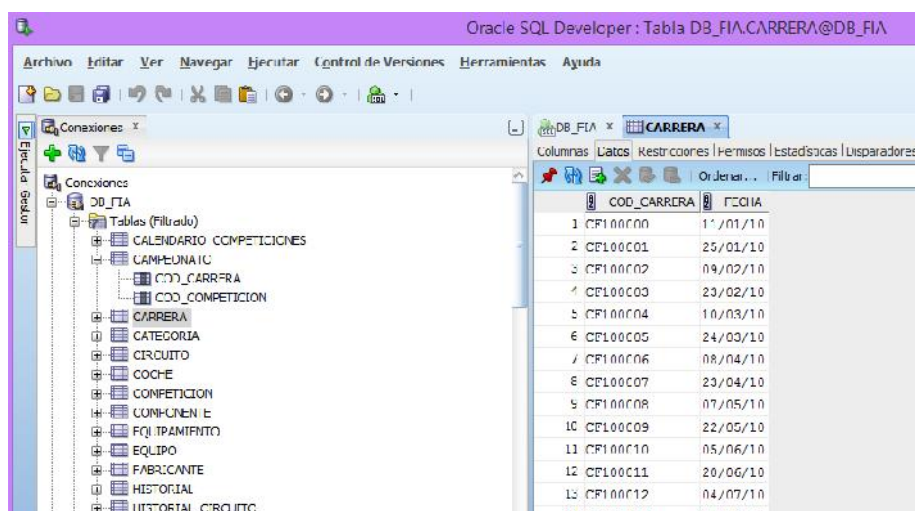 Oracle SQL Developer : Tabla DB_FIA.CARRERA@DB_FIA
Archivo Editar Ver Navegar Ejecutar Control de Versiones Herramientas Ayuda
Conexiones
DB_FIA
CARRERA
Columnas Datos Restricciones Permisos Estadísticas Disparadores
Ordenar... Filtrar:
Ejecutar Gestor
Conexiones
DB_FIA
Tablas (Filtrado)
CALENDARIO_COMPETICIONES
CAMPEONATO
COD_CARRERA
COD_COMPETICION
CARRERA
CATEGORIA
CIRCUITO
COCHE
COMPETICION
COMPONENTE
EQUIPAMIENTO
EQUIPO
FABRICANTE
HISTORIAL
HISTORIAL_CIRCUITO
COD_CARRERA FECHA
1 CF100C00 11/01/10
2 CF100C01 25/01/10
3 CF100C02 09/02/10
4 CF100C03 23/02/10
5 CF100C04 10/03/10
6 CF100C05 24/03/10
7 CF100C06 08/04/10
8 CF100C07 23/04/10
9 CF100C08 07/05/10
10 CF100C09 22/05/10
11 CF100C10 05/06/10
12 CF100C11 20/06/10
13 CF100C12 04/07/10